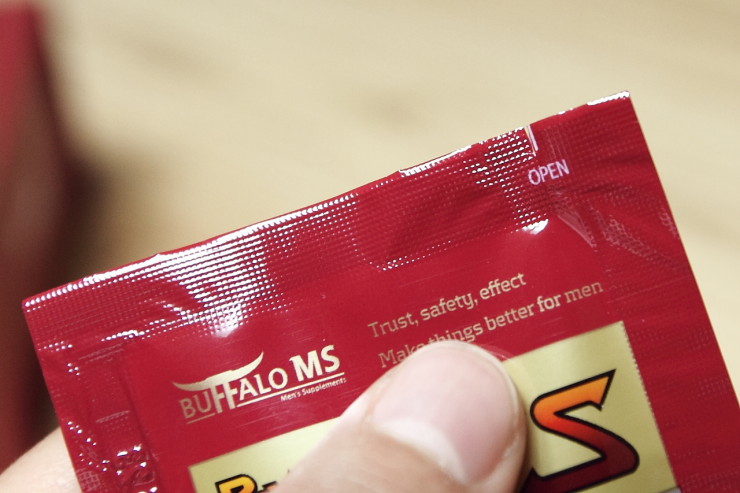 OPEN
Trust, safety, effect
Make things better for men
BUFFALO MS
Men's Supplements